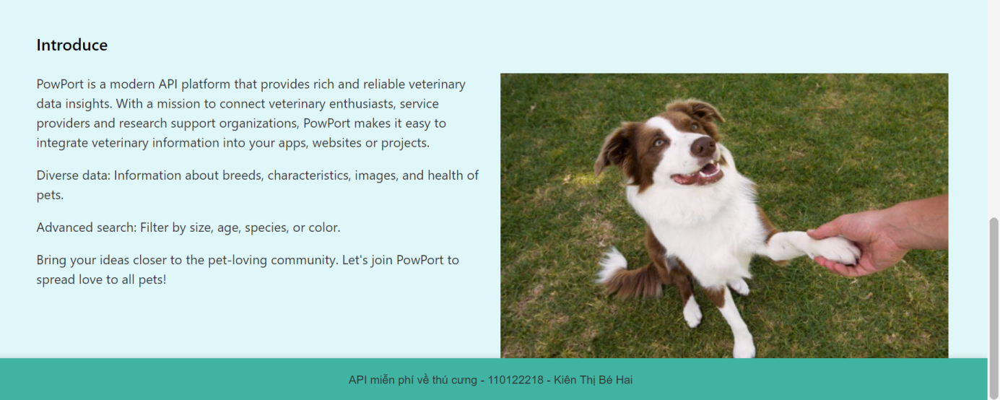 Introduce
PowPort is a modern API platform that provides rich and reliable veterinary
data insights. With a mission to connect veterinary enthusiasts, service
providers and research support organizations, PowPort makes it easy to
integrate veterinary information into your apps, websites or projects.
Diverse data: Information about breeds, characteristics, images, and health of
pets.
Advanced search: Filter by size, age, species, or color.
Bring your ideas closer to the pet-loving community. Let's join PowPort to
spread love to all pets!
API miễn phí về thú cưng - 110122218 - Kiên Thị Bé Hai